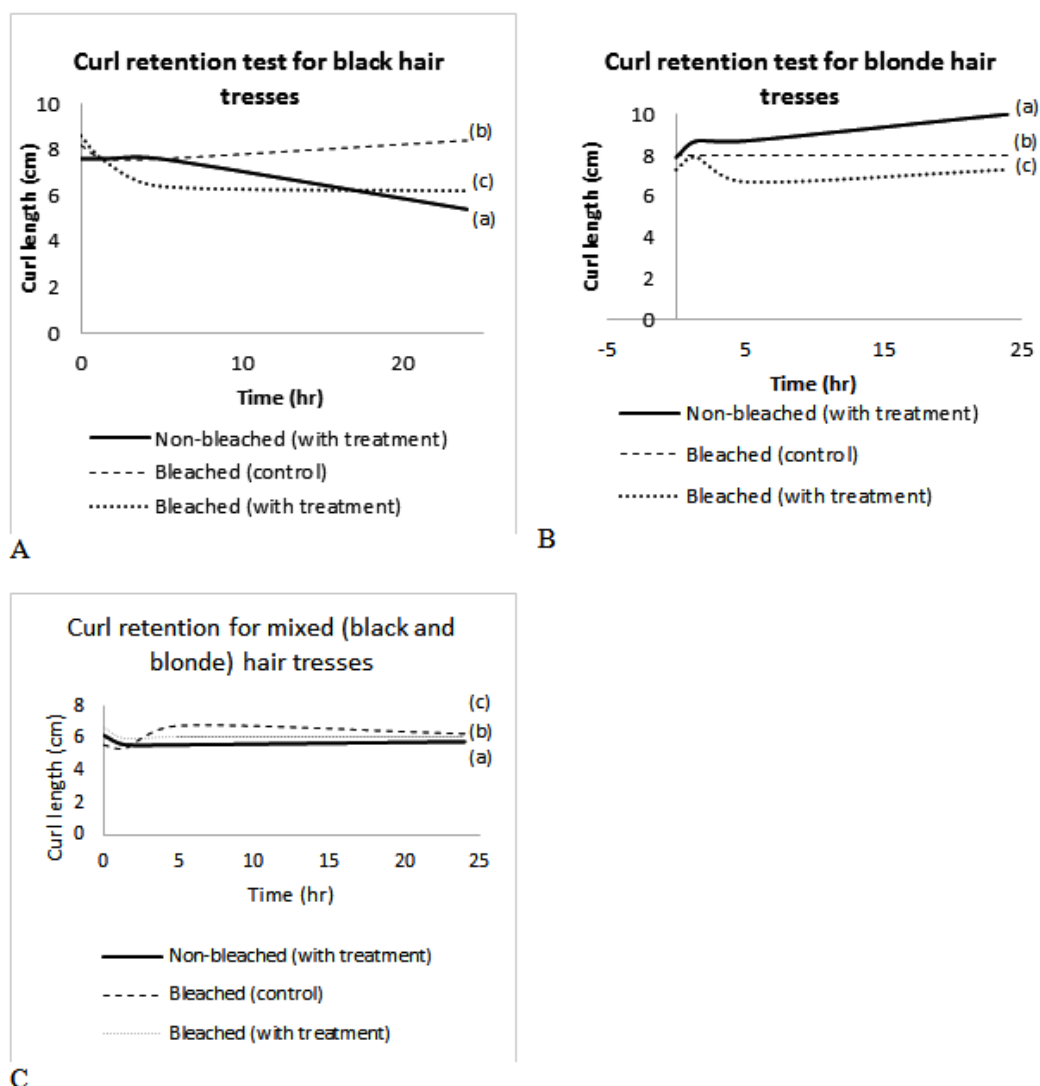 Curl retention test for black hair
tresses
10
8
6
4
2
0
Curl length (cm)
(b)
(c)
(a)
0 10 20
Time (hr)
Non-bleached (with treatment)
Bleached (control)
Bleached (with treatment)
A
Curl retention test for blonde hair
tresses
10
8
6
4
2
0
Curl length (cm)
(a)
(b)
(c)
-5 5 15 25
Time (hr)
Non-bleached (with treatment)
Bleached (control)
Bleached (with treatment)
B
Curl retention for mixed (black and
blonde) hair tresses
8
6
4
2
0
Curl length (cm)
(c)
(b)
(a)
0 5 10 15 20 25
Time (hr)
Non-bleached (with treatment)
Bleached (control)
Bleached (with treatment)
C